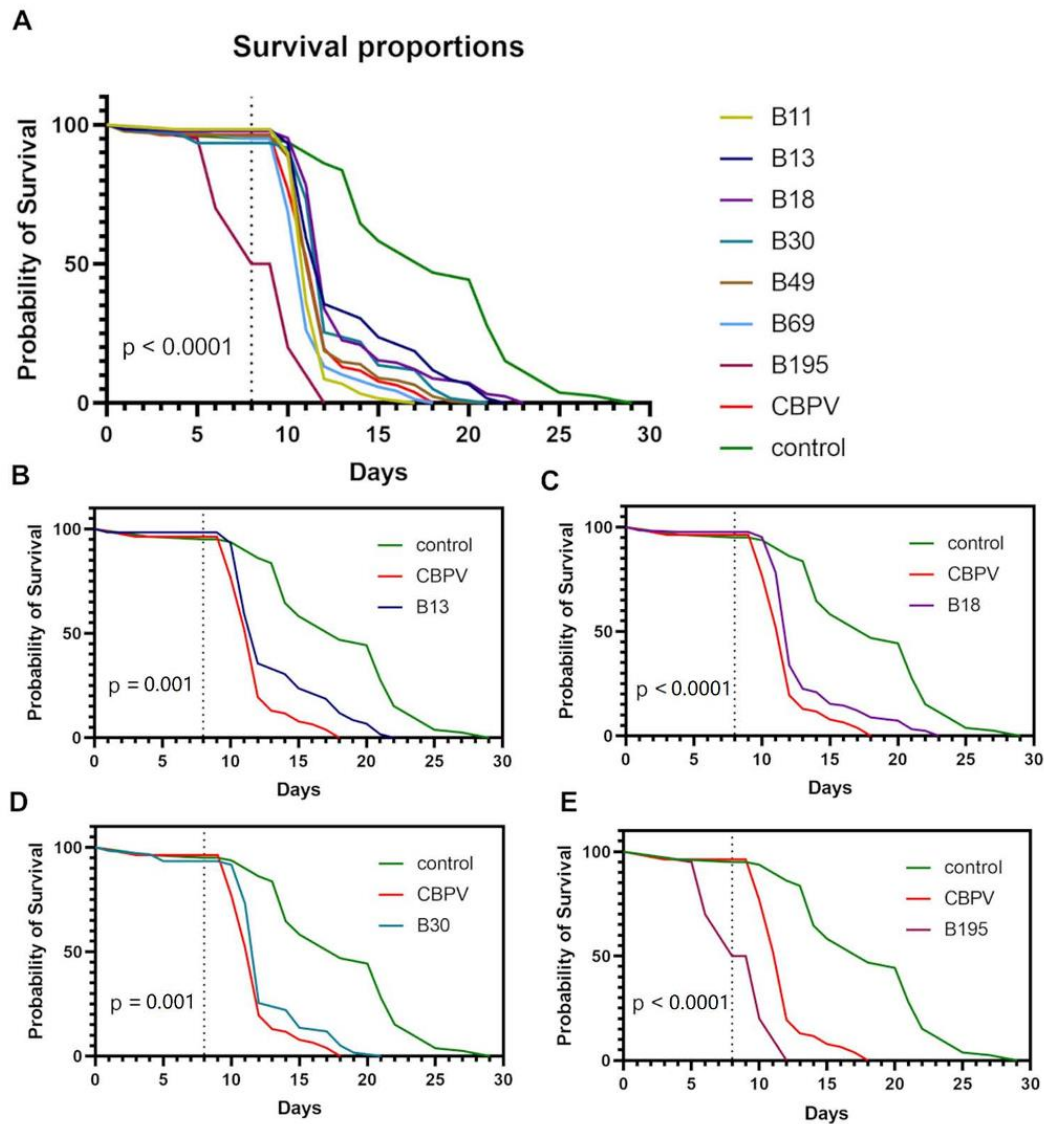 A
Survival proportions
Probability of Survival
100
50
0
p < 0.0001
0 5 10 15 20 25 30
Days
B11
B13
B18
B30
B49
B69
B195
CBPV
control
B
Probability of Survival
100
50
0
control
CBPV
B13
p = 0.001
0 5 10 15 20 25 30
Days
C
Probability of Survival
100
50
0
control
CBPV
B18
p < 0.0001
0 5 10 15 20 25 30
Days
D
Probability of Survival
100
50
0
control
CBPV
B30
p = 0.001
0 5 10 15 20 25 30
Days
E
Probability of Survival
100
50
0
control
CBPV
B195
p < 0.0001
0 5 10 15 20 25 30
Days